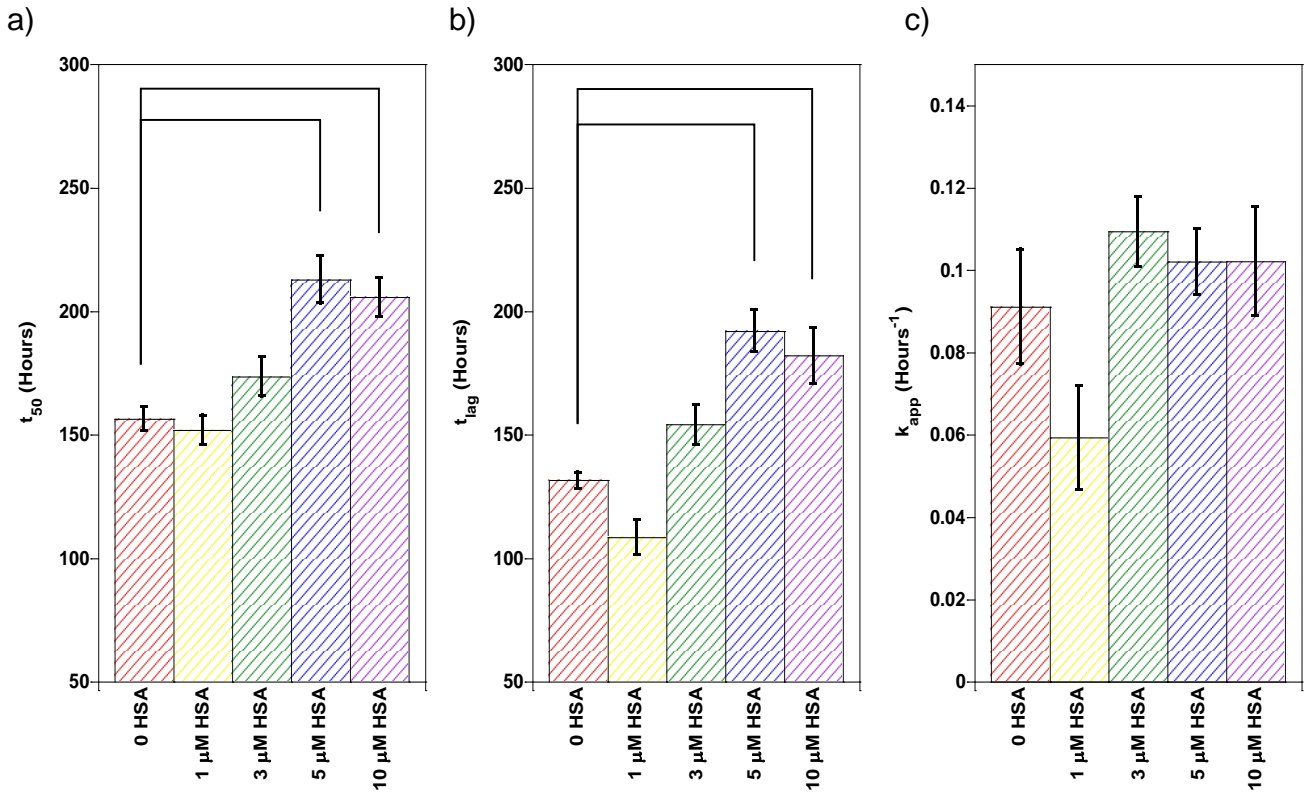 a)
300
250
200
150
100
50
t50 (Hours)
0 HSA
1 μM HSA
3 μM HSA
5 μM HSA
10 μM HSA
b)
300
250
200
150
100
50
tlag (Hours)
0 HSA
1 μM HSA
3 μM HSA
5 μM HSA
10 μM HSA
c)
0.14
0.12
0.1
0.08
0.06
0.04
0.02
0
kapp (Hours-1)
0 HSA
1 μM HSA
3 μM HSA
5 μM HSA
10 μM HSA